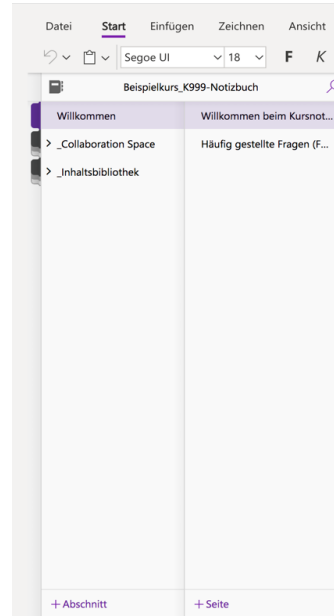 Datei Start Einfügen Zeichnen Ansicht
Segoe UI 18 F K
Beispielkurs_K999-Notizbuch
Willkommen
_Collaboration Space
_Inhaltsbibliothek
Willkommen beim Kursnot...
Häufig gestellte Fragen (F...
+ Abschnitt
+ Seite